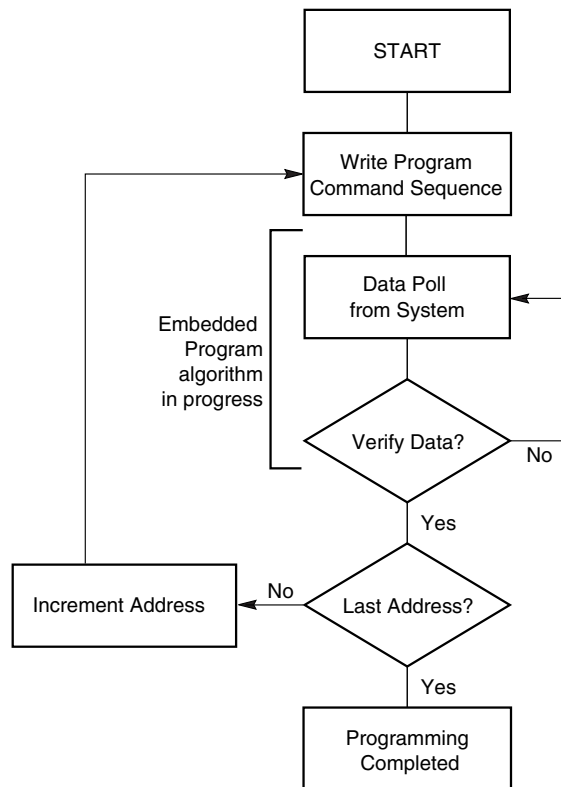 START
Write Program
Command Sequence
Data Poll
from System
Embedded
Program
algorithm
in progress
Verify Data?
No
Yes
Increment Address
No
Last Address?
Yes
Programming
Completed